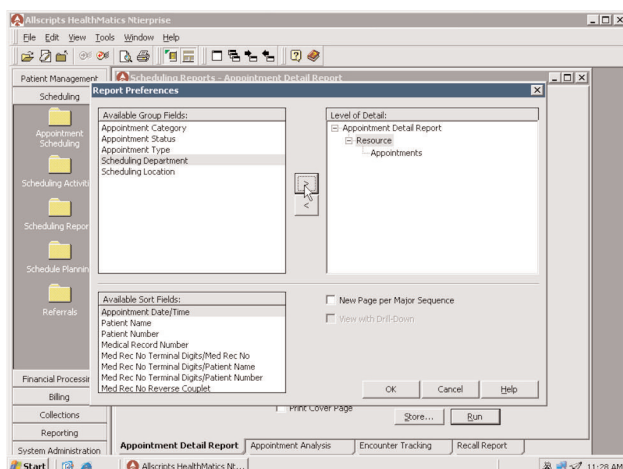 Allscripts HealthMatics Ntierprise
File Edit View Tools Window Help
Patient Management
Scheduling
Appointment
Scheduling
Scheduling Activiti
Scheduling Repor
Schedule Plannin
Referrals
Financial Processin
Billing
Collections
Reporting
System Administration
Scheduling Reports - Appointment Detail Report
Report Preferences
Available Group Fields:
Appointment Category
Appointment Status
Appointment Type
Scheduling Department
Scheduling Location
>
<
Level of Detail:
Appointment Detail Report
Resource
Appointments
Available Sort Fields:
Appointment Date/Time
Patient Name
Patient Number
Medical Record Number
Med Rec No Terminal Digits/Med Rec No
Med Rec No Terminal Digits/Patient Name
Med Rec No Terminal Digits/Patient Number
Med Rec No Reverse Couplet
New Page per Major Sequence
View with Drill-Down
OK Cancel Help
Print Cover Page
Store... Run
Appointment Detail Report Appointment Analysis Encounter Tracking Recall Report
Start Allscripts HealthMatics Nt... 11:28 AM